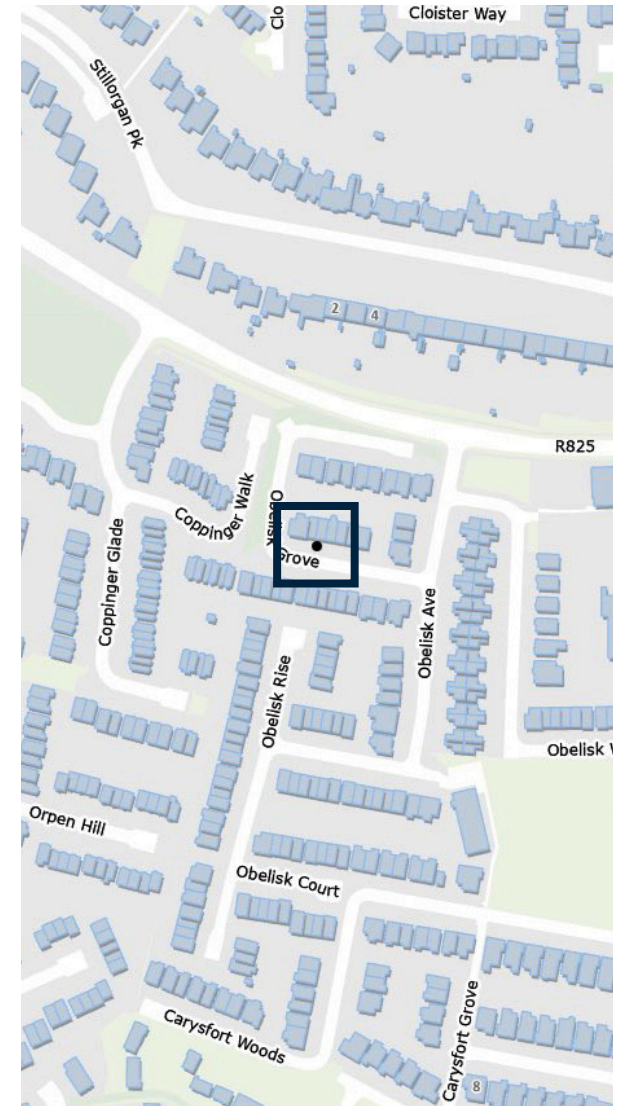 Cloister Way
Clo
Stillorgan Pk
2
4
R825
Coppinger Walk
Obelisk
Grove
Coppinger Glade
Obelisk Ave
Obelisk Rise
Obelisk
Orpen Hill
Obelisk Court
Carysfort Woods
Carysfort Grove
8